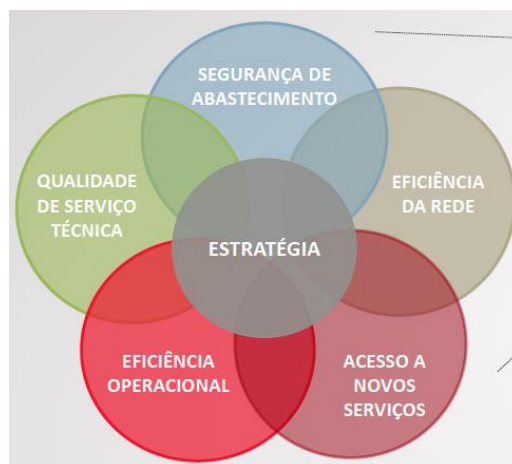 SEGURANÇA DE
ABASTECIMENTO
QUALIDADE
DE SERVIÇO
TÉCNICA
EFICIÊNCIA
DA REDE
ESTRATÉGIA
EFICIÊNCIA
OPERACIONAL
ACESSO A
NOVOS
SERVIÇOS